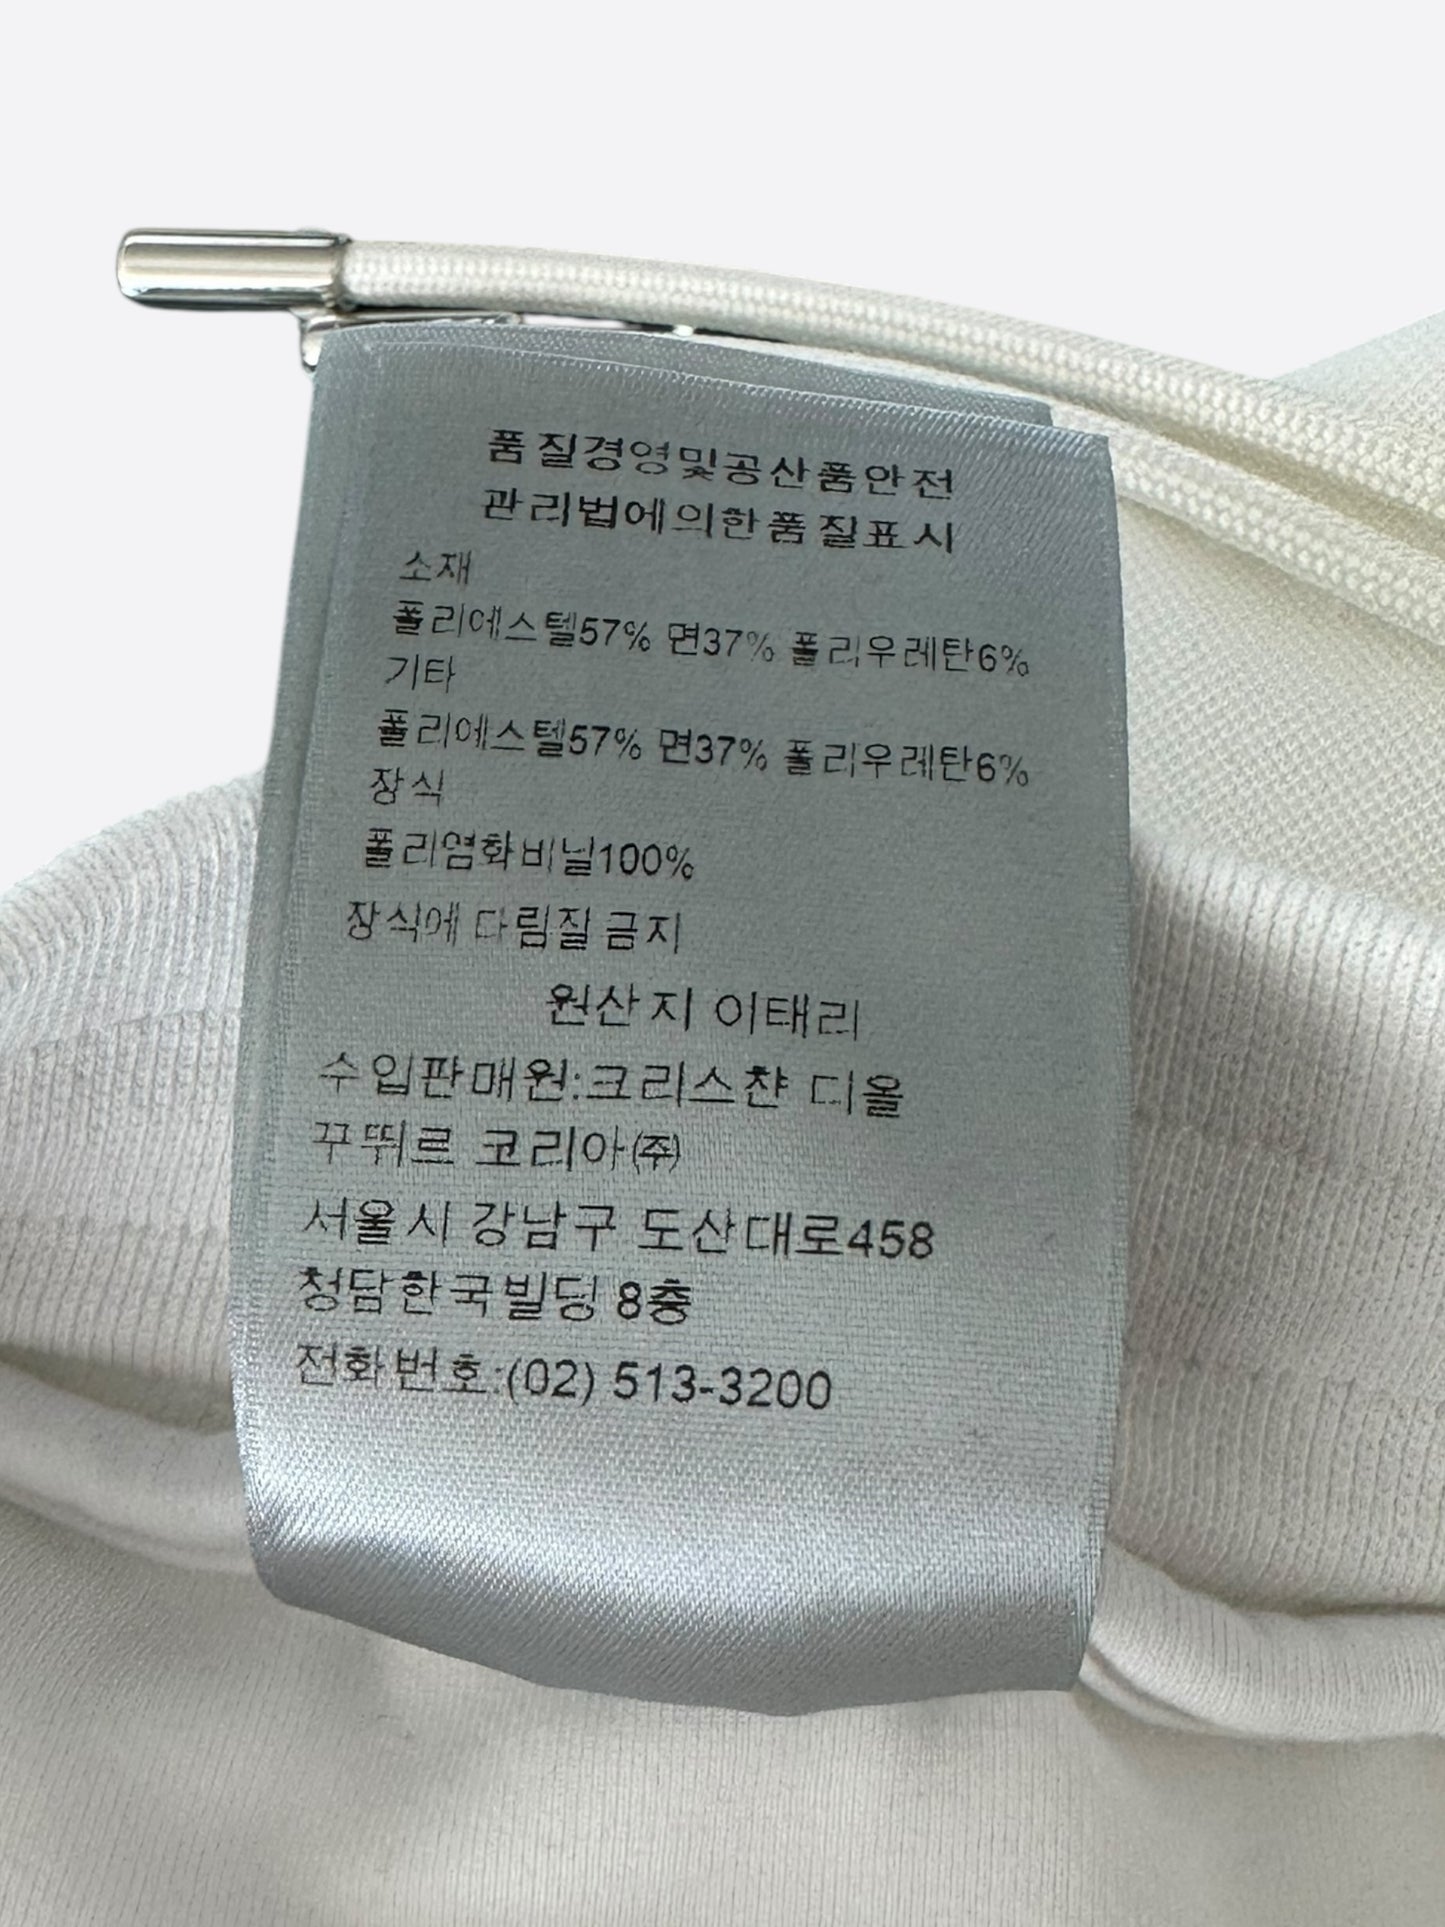 품질경영및공산품안전
관리법에의한품질표시
소재
폴리에스텔57% 면37% 폴리우레탄6%
기타
폴리에스텔57% 면37% 폴리우레탄6%
장식
폴리염화비닐100%
장식에 다림질 금지
원산지 이태리
수입판매원:크리스챤 디올
꾸뛰르 코리아㈜
서울시 강남구 도산대로458
청담한국빌딩 8층
전화번호:(02) 513-3200